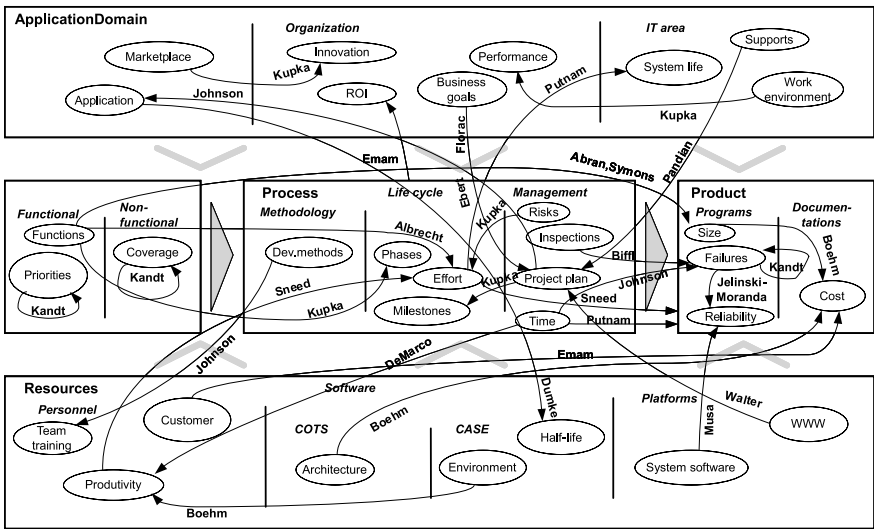 ApplicationDomain
Organization
IT area
Marketplace
Innovation
Performance
Supports
Kupka
Putnam
System life
Application
Johnson
ROI
Business
goals
Work
environment
Kupka
Florac
Pandian
Emam
Abran,Symons
Process
Product
Functional
Non-
functional
Methodology
Life cycle
Management
Programs
Documen-
tations
Functions
Albrecht
Ebert
Kupka
Risks
Size
Inspections
Boehm
Priorities
Coverage
Dev.methods
Phases
Biffl
Failures
Kandt
Kandt
Kandt
Sneed
Effort
Kupka
Project plan
Johnson
Jelinski-
Moranda
Cost
Kupka
Milestones
Sneed
Time
Putnam
Reliability
Johnson
DeMarco
Emam
Resources
Software
Personnel
Customer
Dumke
Platforms
Walter
Team
training
COTS
Boehm
CASE
Half-life
Musa
WWW
Produtivity
Architecture
Environment
System software
Boehm